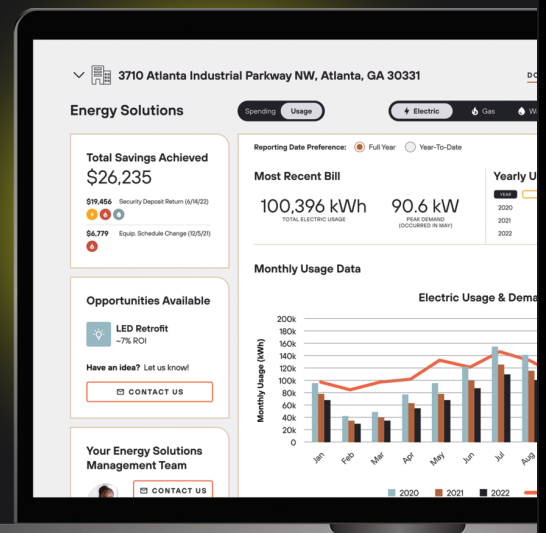 3710 Atlanta Industrial Parkway NW, Atlanta, GA 30331
Energy Solutions
Spending Usage
Electric Gas
Total Savings Achieved
$26,235
$19,456 Security Deposit Return (6/14/22)
$6,779 Equip. Schedule Change (12/5/21)
Opportunities Available
LED Retrofit
~7% ROI
Have an idea? Let us know!
CONTACT US
Your Energy Solutions
Management Team
CONTACT US
Reporting Date Preference: Full Year Year-To-Date
Most Recent Bill
100,396 kWh
TOTAL ELECTRIC USAGE
90.6 kW
PEAK DEMAND
(OCCURRED IN MAY)
Yearly U
YEAR
2020
2021
2022
Monthly Usage Data
Electric Usage & Dema
Monthly Usage (kWh)
200k
180k
160k
140k
120k
100k
80k
60k
40k
20k
0
Jan Feb Mar Apr May Jun Jul Aug
2020 2021 2022